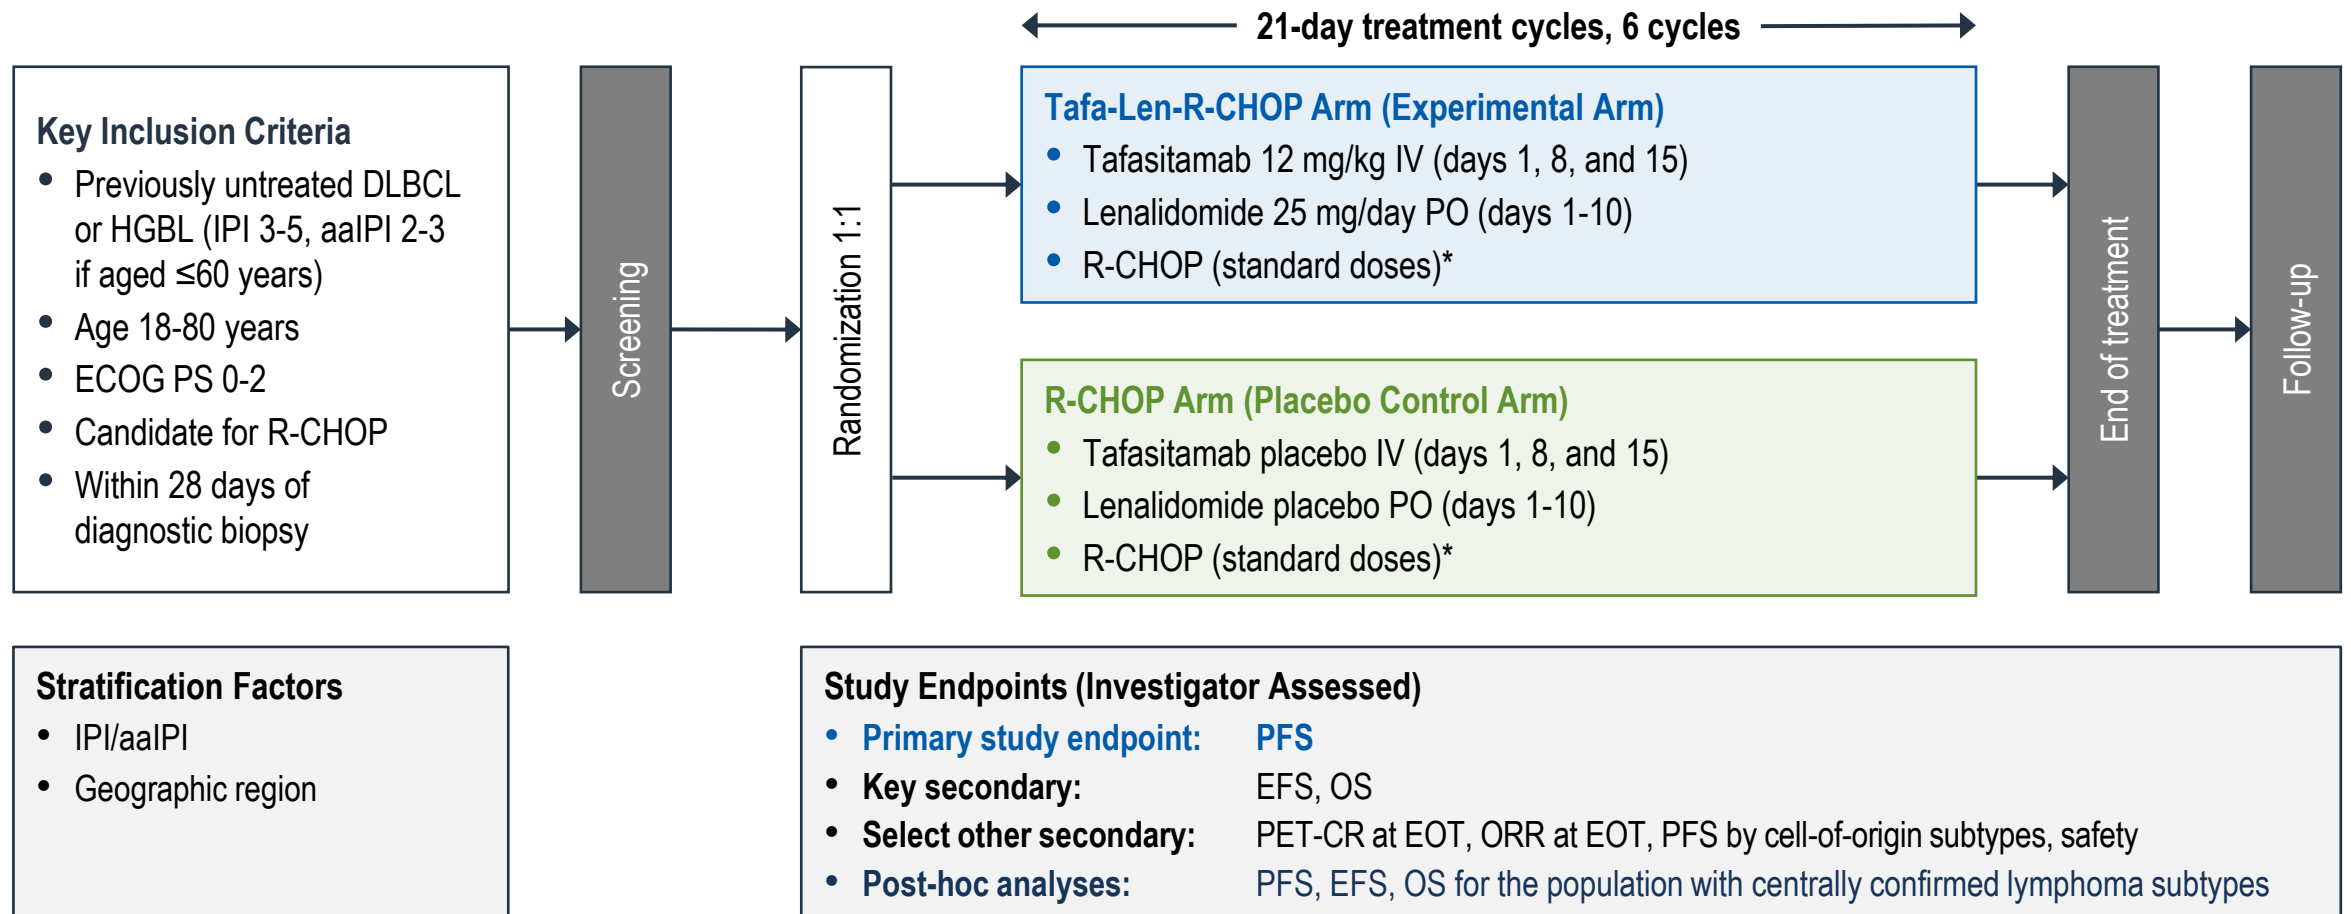 21-day treatment cycles, 6 cycles
Key Inclusion Criteria
• Previously untreated DLBCL
or HGBL (IPI 3-5, aaIPI 2-3
if aged ≤60 years)
• Age 18-80 years
• ECOG PS 0-2
• Candidate for R-CHOP
• Within 28 days of
diagnostic biopsy
Screening
Randomization 1:1
Tafa-Len-R-CHOP Arm (Experimental Arm)
• Tafasitamab 12 mg/kg IV (days 1, 8, and 15)
• Lenalidomide 25 mg/day PO (days 1-10)
• R-CHOP (standard doses)*
R-CHOP Arm (Placebo Control Arm)
• Tafasitamab placebo IV (days 1, 8, and 15)
• Lenalidomide placebo PO (days 1-10)
• R-CHOP (standard doses)*
End of treatment
Follow-up
Stratification Factors
• IPI/aaIPI
• Geographic region
Study Endpoints (Investigator Assessed)
• Primary study endpoint: PFS
• Key secondary: EFS, OS
• Select other secondary: PET-CR at EOT, ORR at EOT, PFS by cell-of-origin subtypes, safety
• Post-hoc analyses: PFS, EFS, OS for the population with centrally confirmed lymphoma subtypes